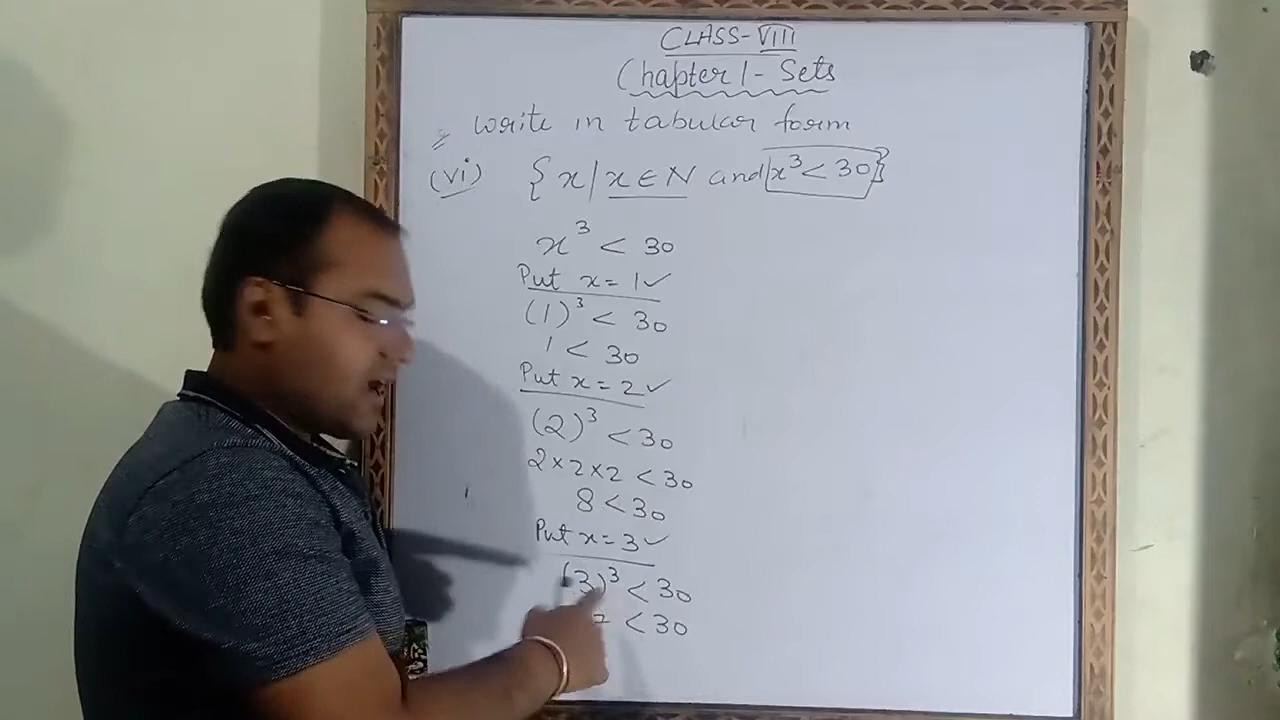 CLASS-VIII
Chapter 1 - Sets
Write in tabular form
(vi) {x/x∈N and x³<30}
x³ < 30
Put x = 1 ✓
(1)³ < 30
1 < 30
Put x = 2 ✓
(2)³ < 30
2×2×2 < 30
8 < 30
Put x = 3 ✓
(3)³ < 30
7 < 30